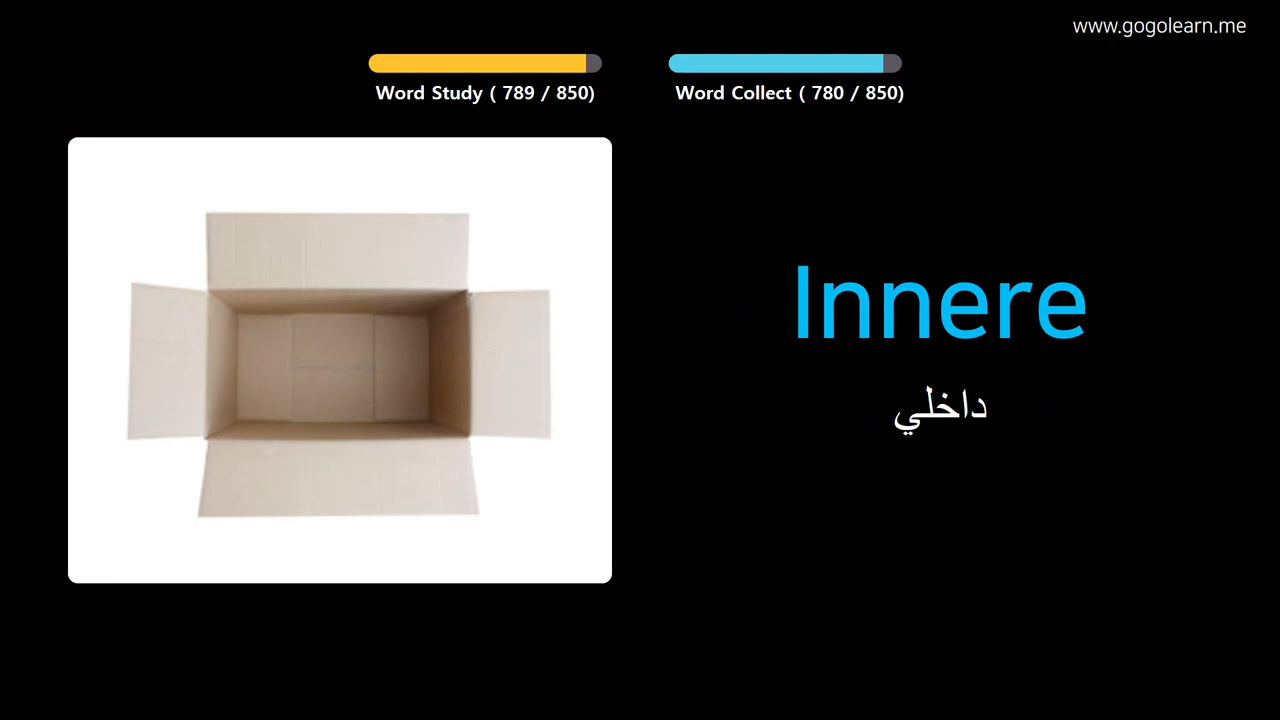 www.gogolearn.me
Word Study ( 789 / 850)
Word Collect ( 780 / 850)
Innere
داخلي